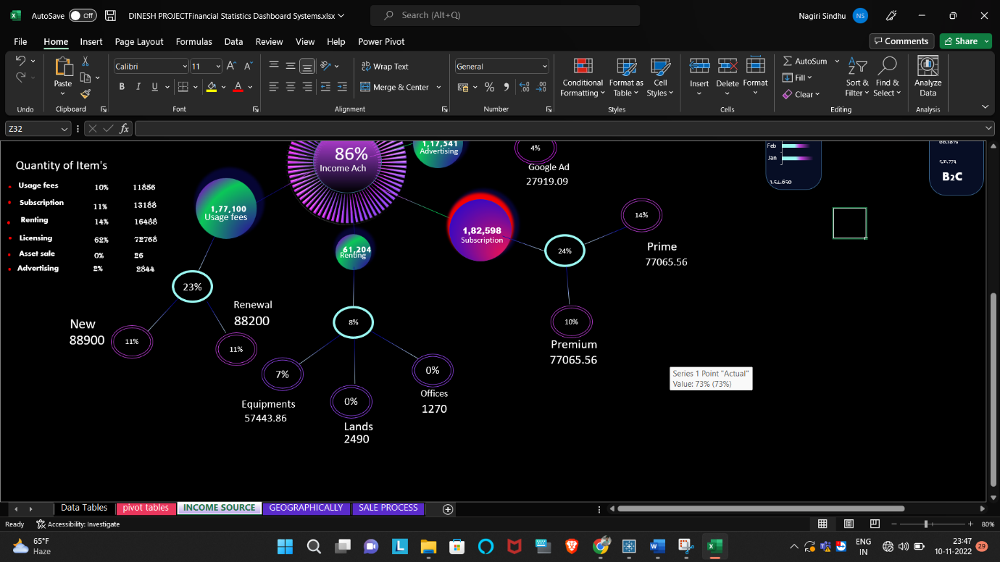 AutoSave Off DINESH PROJECTFinancial Statistics Dashboard Systems.xlsx Search (Alt+Q) Nagiri Sindhu NS
File Home Insert Page Layout Formulas Data Review View Help Power Pivot Comments Share
Paste Calibri 11 Wrap Text General Conditional Formatting Format as Table Cell Styles Insert Delete Format AutoSum Sort & Filter Find & Select Analyze Data
B I U Merge & Center Fill
Clear
Undo Clipboard Font Alignment Number Styles Cells Editing Analysis
Z32 fx
Quantity of Item's
Usage fees 10% 11856
Subscription 11% 13188
Renting 14% 16488
Licensing 62% 72768
Asset sale 0% 26
Advertising 2% 2844
86%
Income Ach
1,17,341
Advertising
4%
Google Ad
27919.09
Feb
Jan
1,54,650
B2C
1,77,100
Usage fees
1,82,598
Subscription
61,204
Renting
14%
Prime
77065.56
24%
10%
Premium
77065.56
23%
New
88900
11%
Renewal
88200
11%
8%
7%
Equipments
57443.86
0%
Lands
2490
0%
Offices
1270
Series 1 Point "Actual"
Value: 73% (73%)
Data Tables pivot tables INCOME SOURCE GEOGRAPHICALLY SALE PROCESS
Ready Accessibility: Investigate 80%
65°F
Haze
ENG
IN
23:47
10-11-2022
29